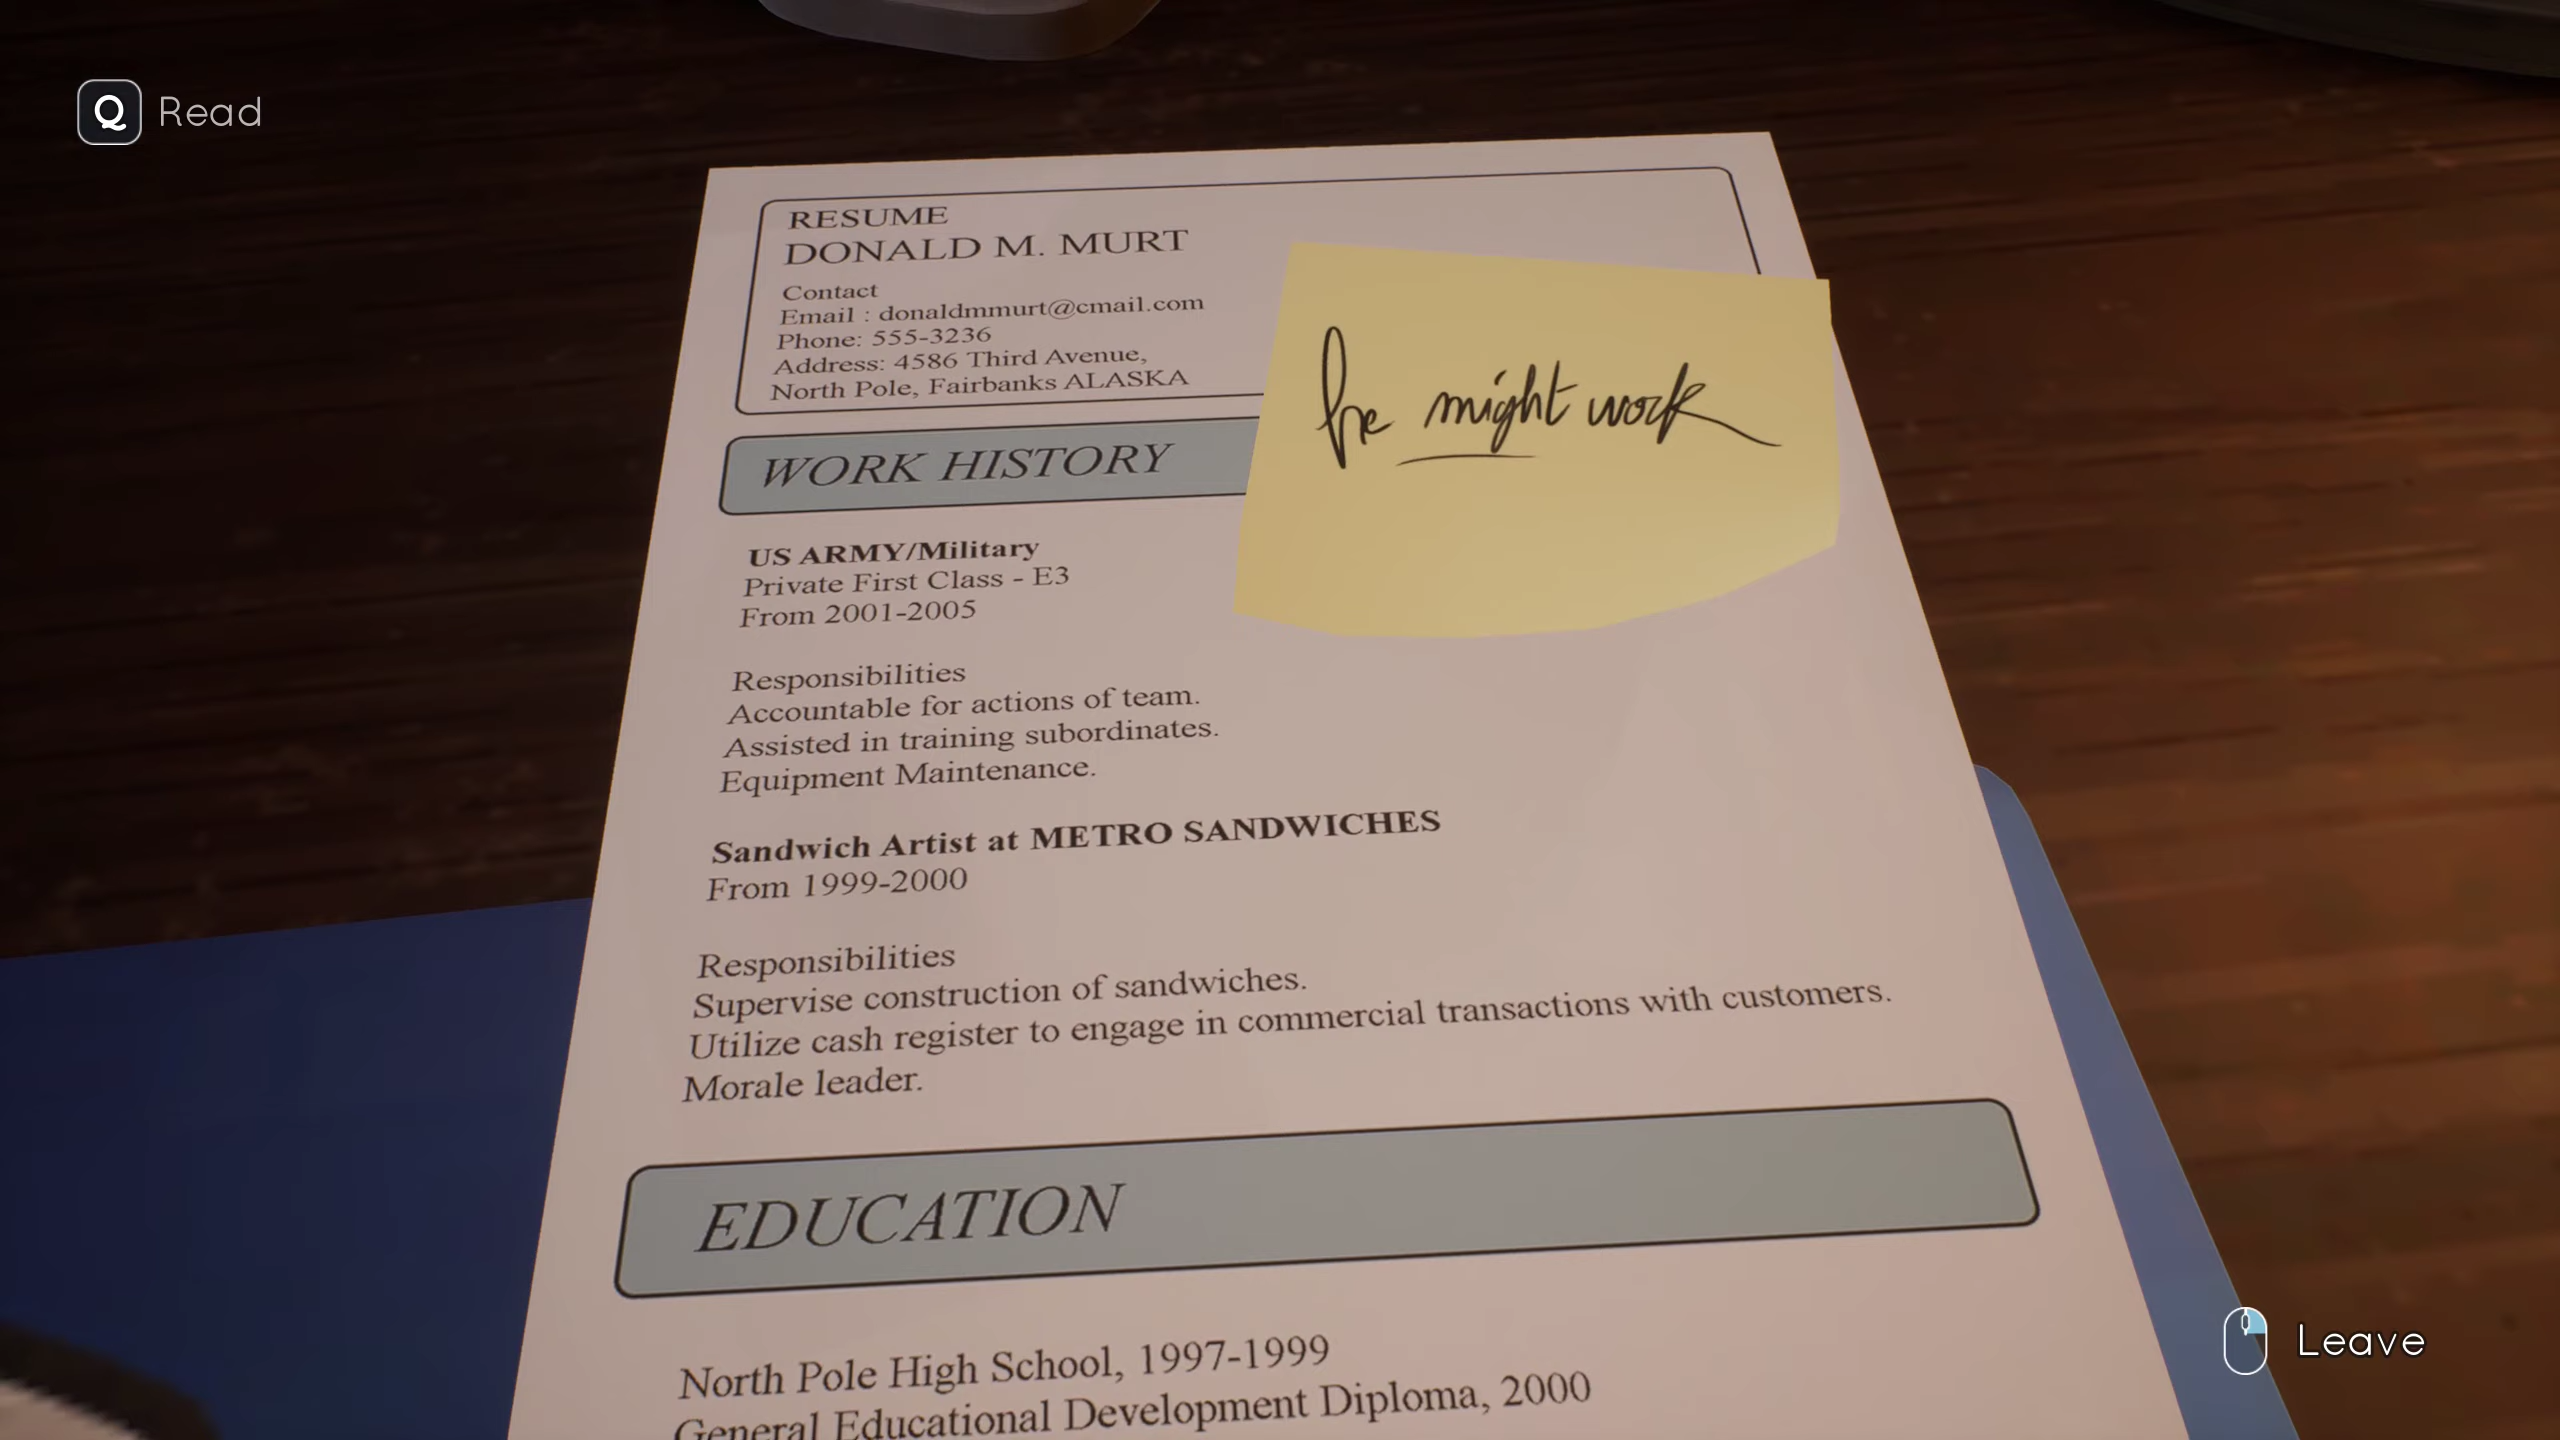 Q Read
RESUME
DONALD M. MURT
Contact
Email : donaldmmurt@cmail.com
Phone: 555-3236
Address: 4586 Third Avenue,
North Pole, Fairbanks ALASKA
he might work
WORK HISTORY
US ARMY/Military
Private First Class - E3
From 2001-2005
Responsibilities
Accountable for actions of team.
Assisted in training subordinates.
Equipment Maintenance.
Sandwich Artist at METRO SANDWICHES
From 1999-2000
Responsibilities
Supervise construction of sandwiches.
Utilize cash register to engage in commercial transactions with customers.
Morale leader.
EDUCATION
North Pole High School, 1997-1999
General Educational Development Diploma, 2000
Leave